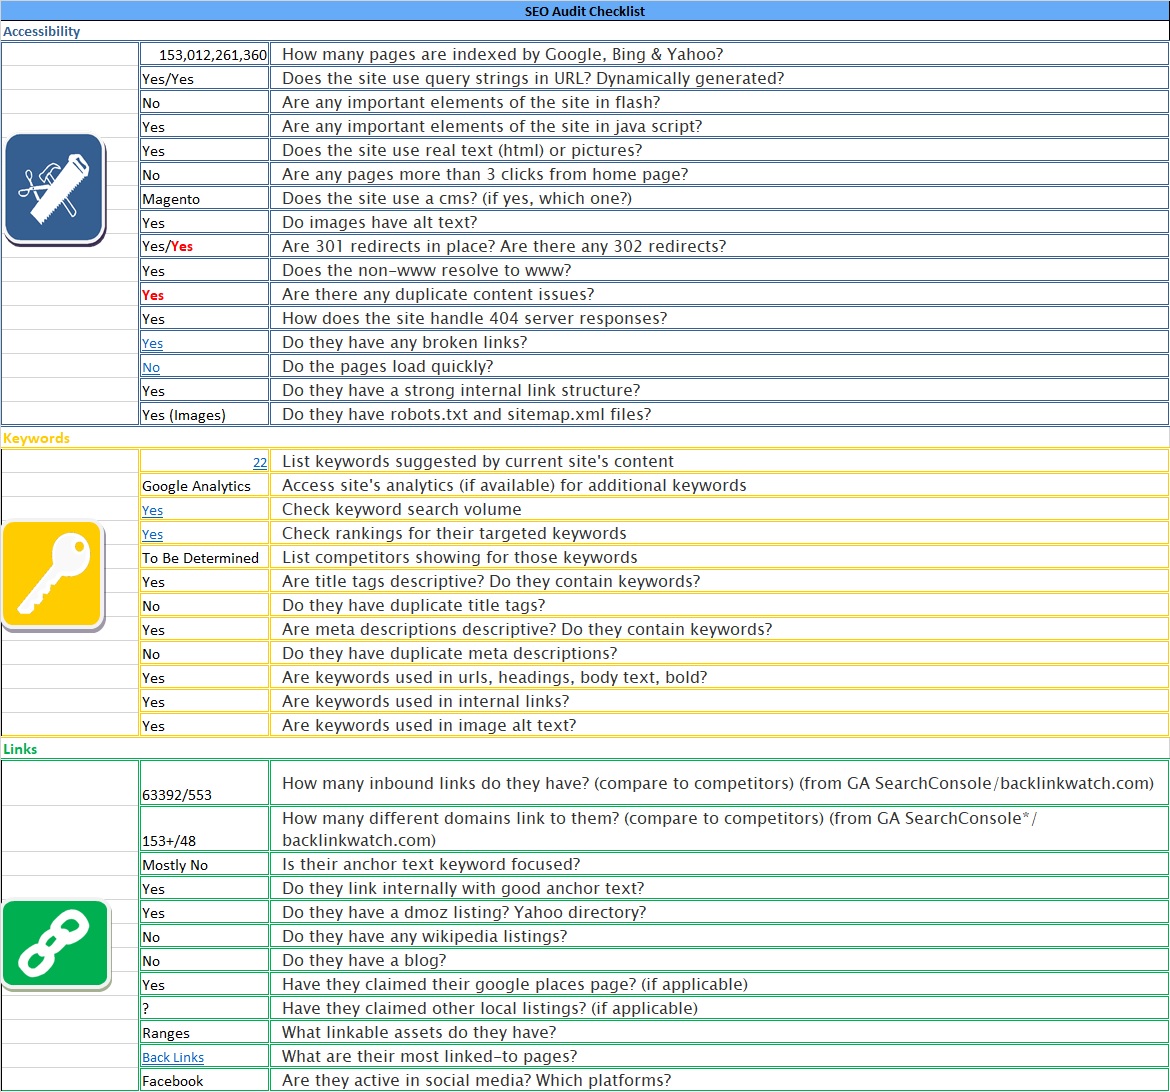 SEO Audit Checklist
Accessibility
153,012,261,360 How many pages are indexed by Google, Bing & Yahoo?
Yes/Yes Does the site use query strings in URL? Dynamically generated?
No Are any important elements of the site in flash?
Yes Are any important elements of the site in java script?
Yes Does the site use real text (html) or pictures?
No Are any pages more than 3 clicks from home page?
Magento Does the site use a cms? (if yes, which one?)
Yes Do images have alt text?
Yes/Yes Are 301 redirects in place? Are there any 302 redirects?
Yes Does the non-www resolve to www?
Yes Are there any duplicate content issues?
Yes How does the site handle 404 server responses?
Yes Do they have any broken links?
No Do the pages load quickly?
Yes Do they have a strong internal link structure?
Yes (Images) Do they have robots.txt and sitemap.xml files?
Keywords
22 List keywords suggested by current site's content
Google Analytics Access site's analytics (if available) for additional keywords
Yes Check keyword search volume
Yes Check rankings for their targeted keywords
To Be Determined List competitors showing for those keywords
Yes Are title tags descriptive? Do they contain keywords?
No Do they have duplicate title tags?
Yes Are meta descriptions descriptive? Do they contain keywords?
No Do they have duplicate meta descriptions?
Yes Are keywords used in urls, headings, body text, bold?
Yes Are keywords used in internal links?
Yes Are keywords used in image alt text?
Links
63392/553 How many inbound links do they have? (compare to competitors) (from GA SearchConsole/backlinkwatch.com)
How many different domains link to them? (compare to competitors) (from GA SearchConsole*/
153+/48 backlinkwatch.com)
Mostly No Is their anchor text keyword focused?
Yes Do they link internally with good anchor text?
Yes Do they have a dmoz listing? Yahoo directory?
No Do they have any wikipedia listings?
No Do they have a blog?
Yes Have they claimed their google places page? (if applicable)
? Have they claimed other local listings? (if applicable)
Ranges What linkable assets do they have?
Back Links What are their most linked-to pages?
Facebook Are they active in social media? Which platforms?